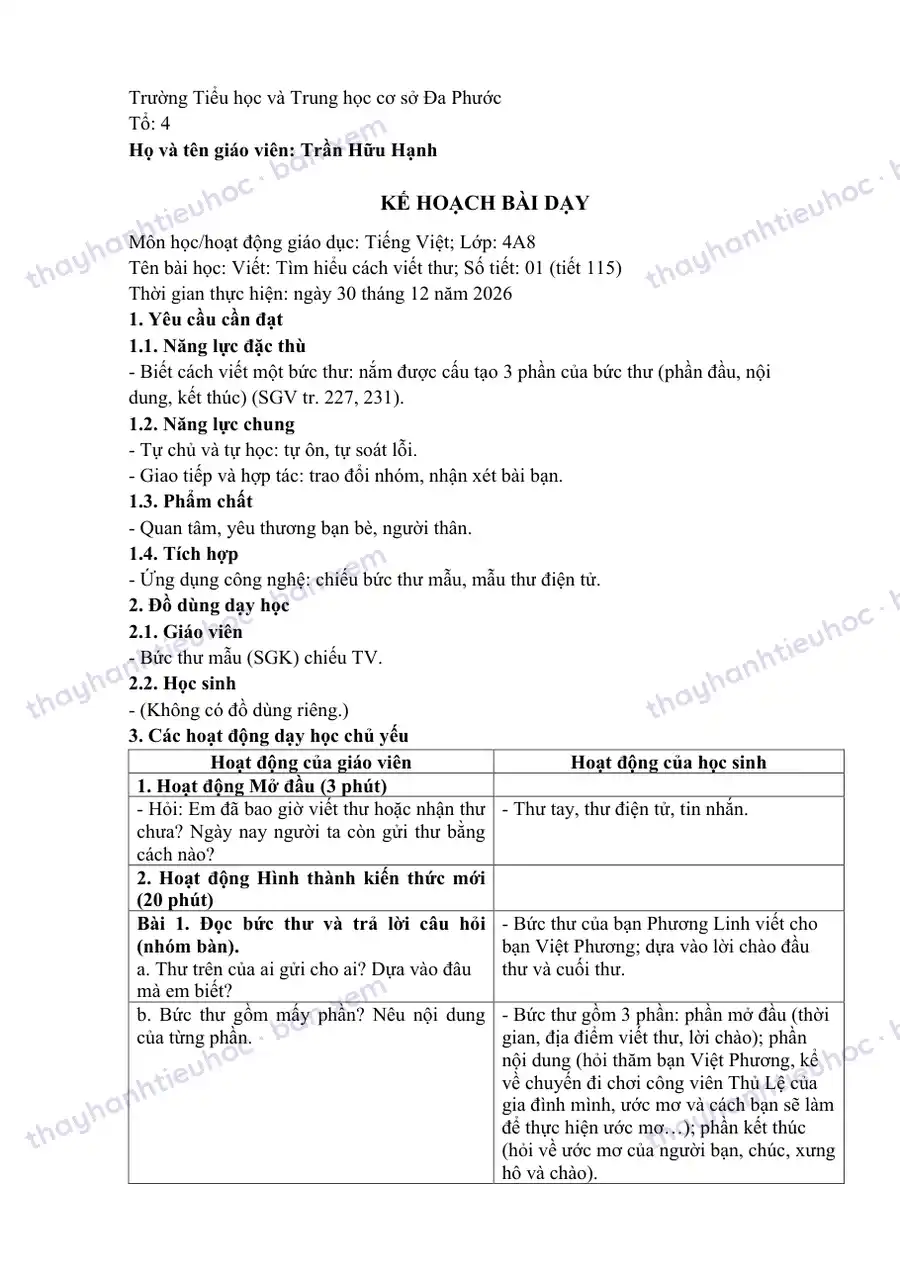 Trường Tiểu học và Trung học cơ sở Đa Phước
Tổ: 4
Họ và tên giáo viên: Trần Hữu Hạnh
KẾ HOẠCH BÀI DẠY
Môn học/hoạt động giáo dục: Tiếng Việt; Lớp: 4A8
Tên bài học: Viết: Tìm hiểu cách viết thư; Số tiết: 01 (tiết 115)
Thời gian thực hiện: ngày 30 tháng 12 năm 2026
1. Yêu cầu cần đạt
1.1. Năng lực đặc thù
- Biết cách viết một bức thư: nắm được cấu tạo 3 phần của bức thư (phần đầu, nội
dung, kết thúc) (SGV tr. 227, 231).
1.2. Năng lực chung
- Tự chủ và tự học: tự ôn, tự soát lỗi.
- Giao tiếp và hợp tác: trao đổi nhóm, nhận xét bài bạn.
1.3. Phẩm chất
- Quan tâm, yêu thương bạn bè, người thân.
1.4. Tích hợp
- Ứng dụng công nghệ: chiếu bức thư mẫu, mẫu thư điện tử.
2. Đồ dùng dạy học
2.1. Giáo viên
- Bức thư mẫu (SGK) chiếu TV.
2.2. Học sinh
- (Không có đồ dùng riêng.)
3. Các hoạt động dạy học chủ yếu
Hoạt động của giáo viên
Hoạt động của học sinh
1. Hoạt động Mở đầu (3 phút)
- Hỏi: Em đã bao giờ viết thư hoặc nhận thư
chưa? Ngày nay người ta còn gửi thư bằng
cách nào?
- Thư tay, thư điện tử, tin nhắn.
2. Hoạt động Hình thành kiến thức mới
(20 phút)
Bài 1. Đọc bức thư và trả lời câu hỏi
(nhóm bàn).
a. Thư trên của ai gửi cho ai? Dựa vào đâu
mà em biết?
- Bức thư của bạn Phương Linh viết cho
bạn Việt Phương; dựa vào lời chào đầu
thư và cuối thư.
b. Bức thư gồm mấy phần? Nêu nội dung
của từng phần.
- Bức thư gồm 3 phần: phần mở đầu (thời
gian, địa điểm viết thư, lời chào); phần
nội dung (hỏi thăm bạn Việt Phương, kể
về chuyến đi chơi công viên Thủ Lệ của
gia đình mình, ước mơ và cách bạn sẽ làm
để thực hiện ước mơ…); phần kết thúc
(hỏi về ước mơ của người bạn, chúc, xưng
hô và chào).
thayhanhtieuhoc · bản xem
thayhanhtieuhoc · b
thayhanhtieuhoc · bản xem
thayhanhtieuhoc · b
thayhanhtieuhoc · bản xem
thayhanhtieuhoc · b